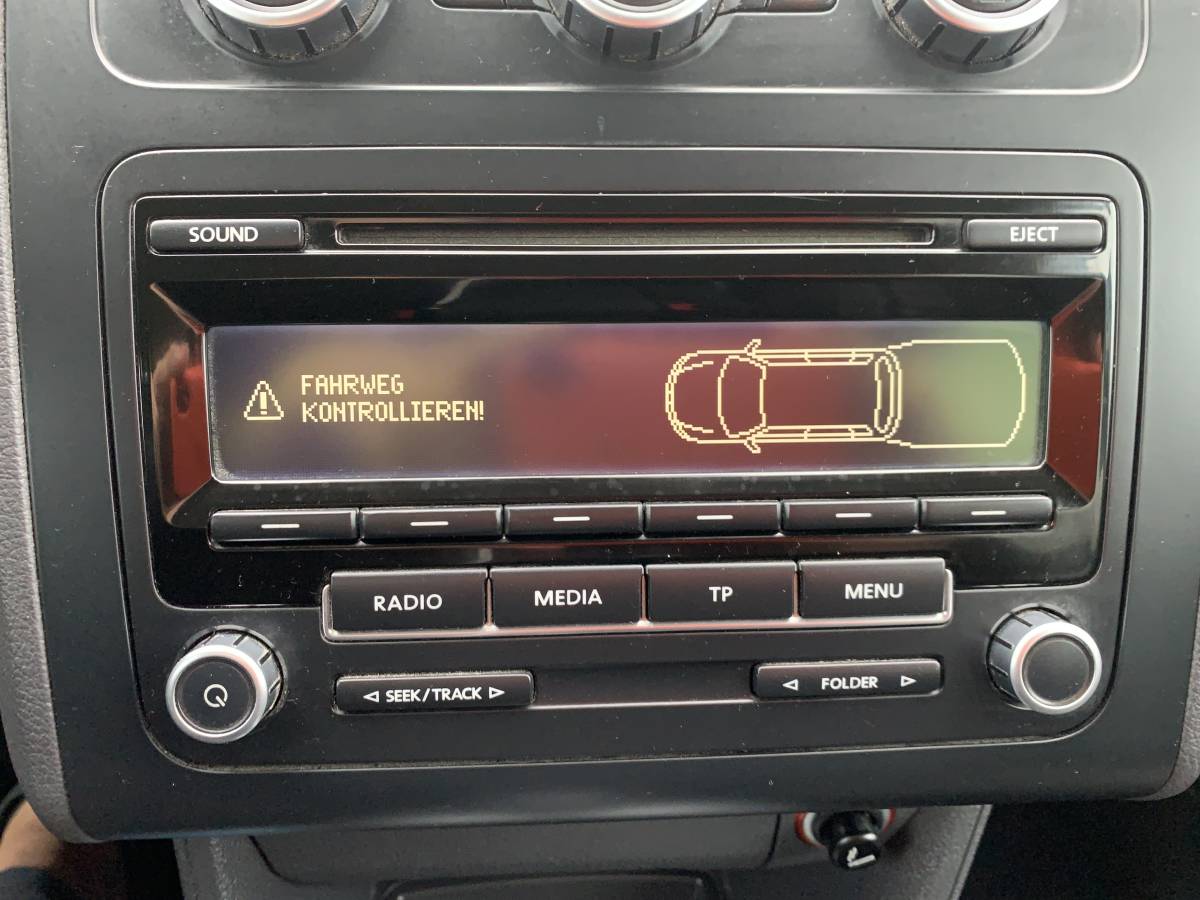 SOUND
EJECT
FAHRWEG
KONTROLLIEREN!
RADIO
MEDIA
TP
MENU
SEEK/TRACK
FOLDER